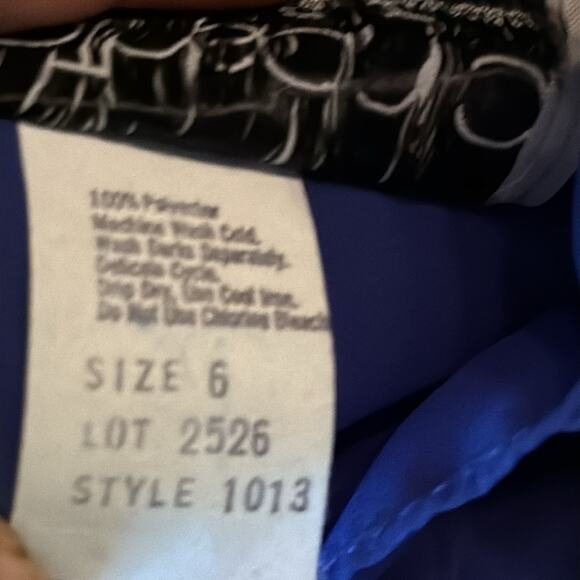 100% Polyester
Machine Wash Cold.
Wash Darks Separately.
Delicate Cycle.
Drip Dry, Use Cool Iron.
Do Not Use Chlorine Bleach
SIZE 6
LOT 2526
STYLE 1013